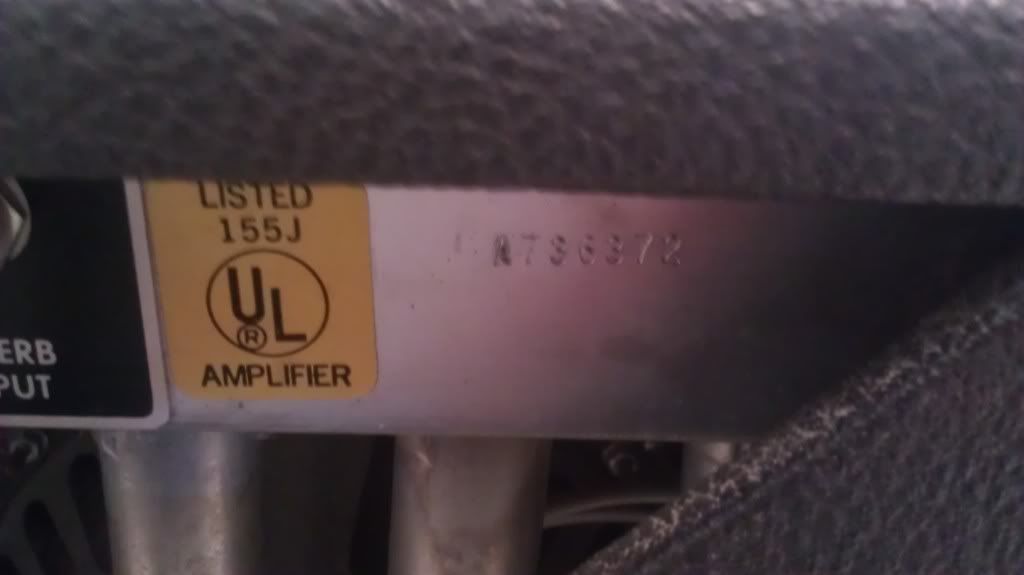 LISTED
155J
UL
®
AMPLIFIER
A736372
ERB
PUT